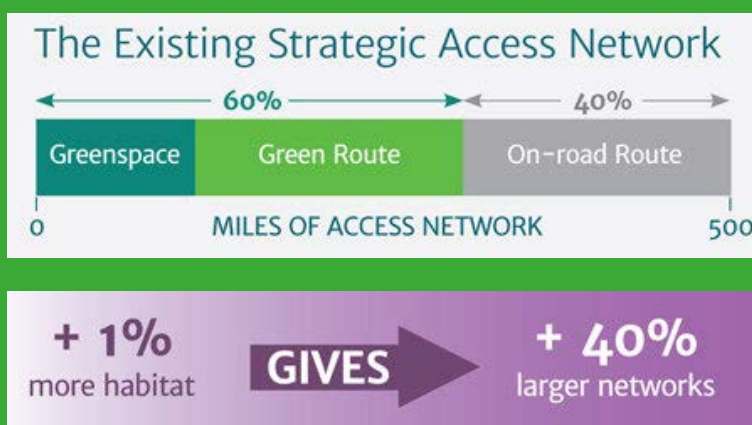 The Existing Strategic Access Network
60% 40%
Greenspace Green Route On-road Route
0 MILES OF ACCESS NETWORK 500
+ 1% GIVES + 40%
more habitat larger networks